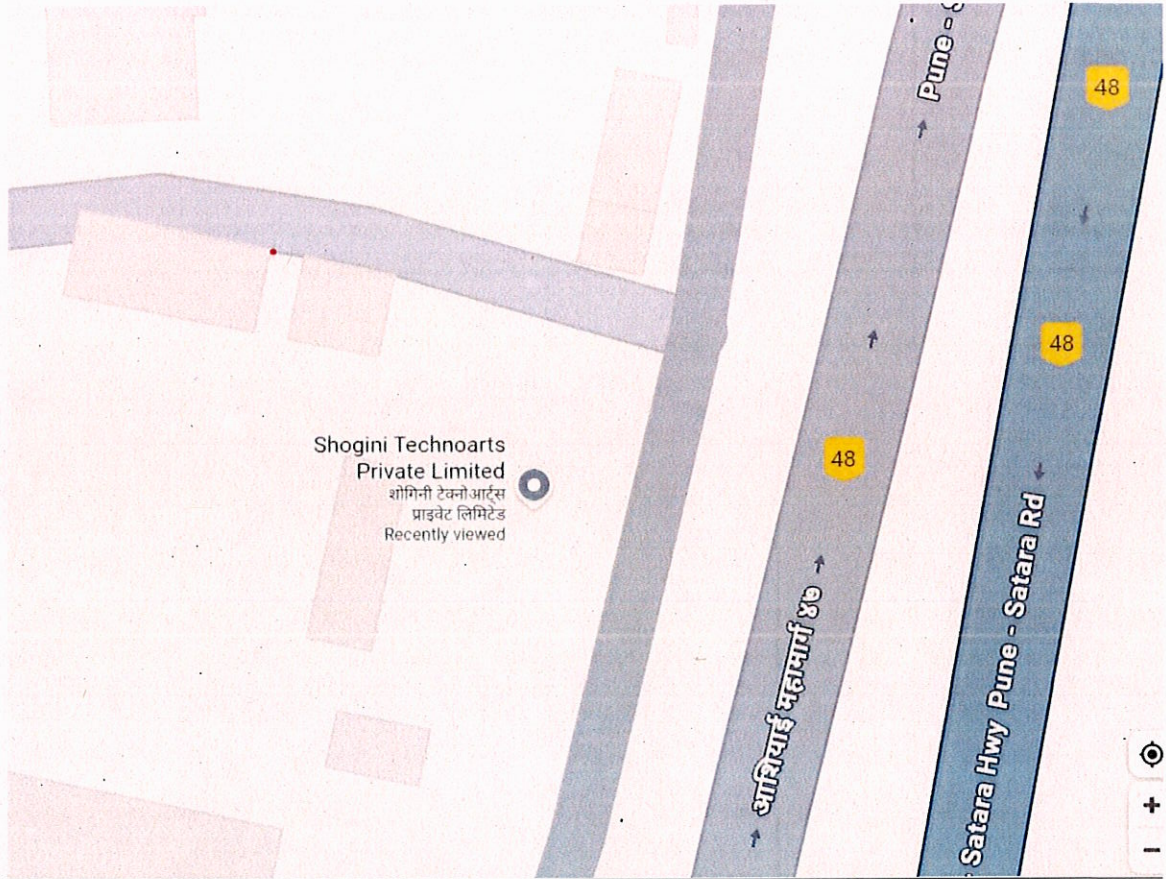 Pune - S
48
48
48
Shogini Technoarts
Private Limited
शोगिनी टेक्नोआर्ट्स
प्राइवेट लिमिटेड
Recently viewed
आशियाई महामार्ग ४७
Satara Hwy Pune - Satara Rd
+
−